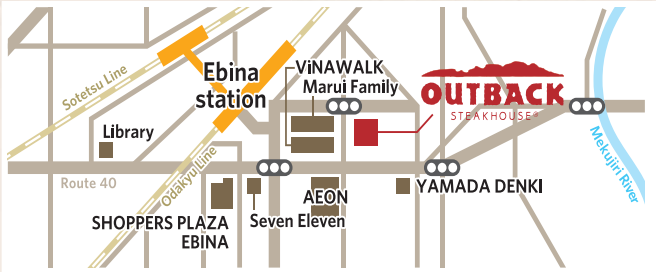 Sotetsu Line
Ebina
station
ViNAWALK
Marui Family
OUTBACK
STEAKHOUSE®
Library
Odakyu Line
Mekujiri River
Route 40
AEON
YAMADA DENKI
SHOPPERS PLAZA
EBINA
Seven Eleven